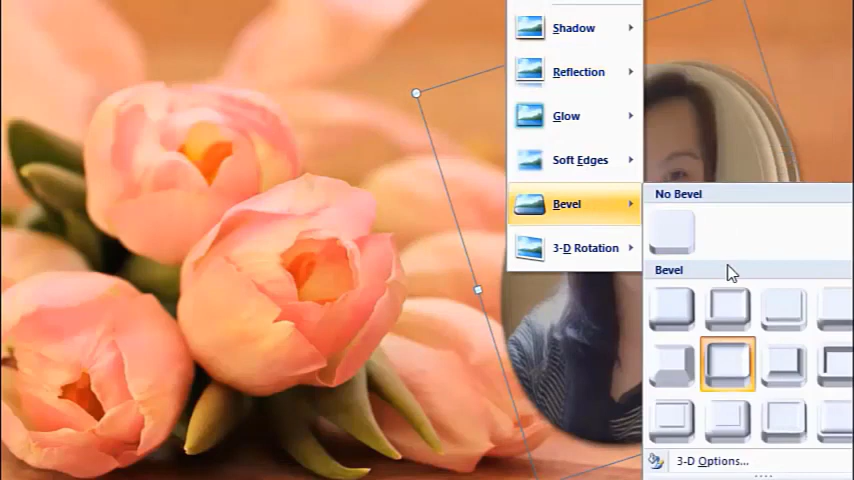 Shadow
Reflection
Glow
Soft Edges
Bevel
3-D Rotation
No Bevel
Bevel
3-D Options...